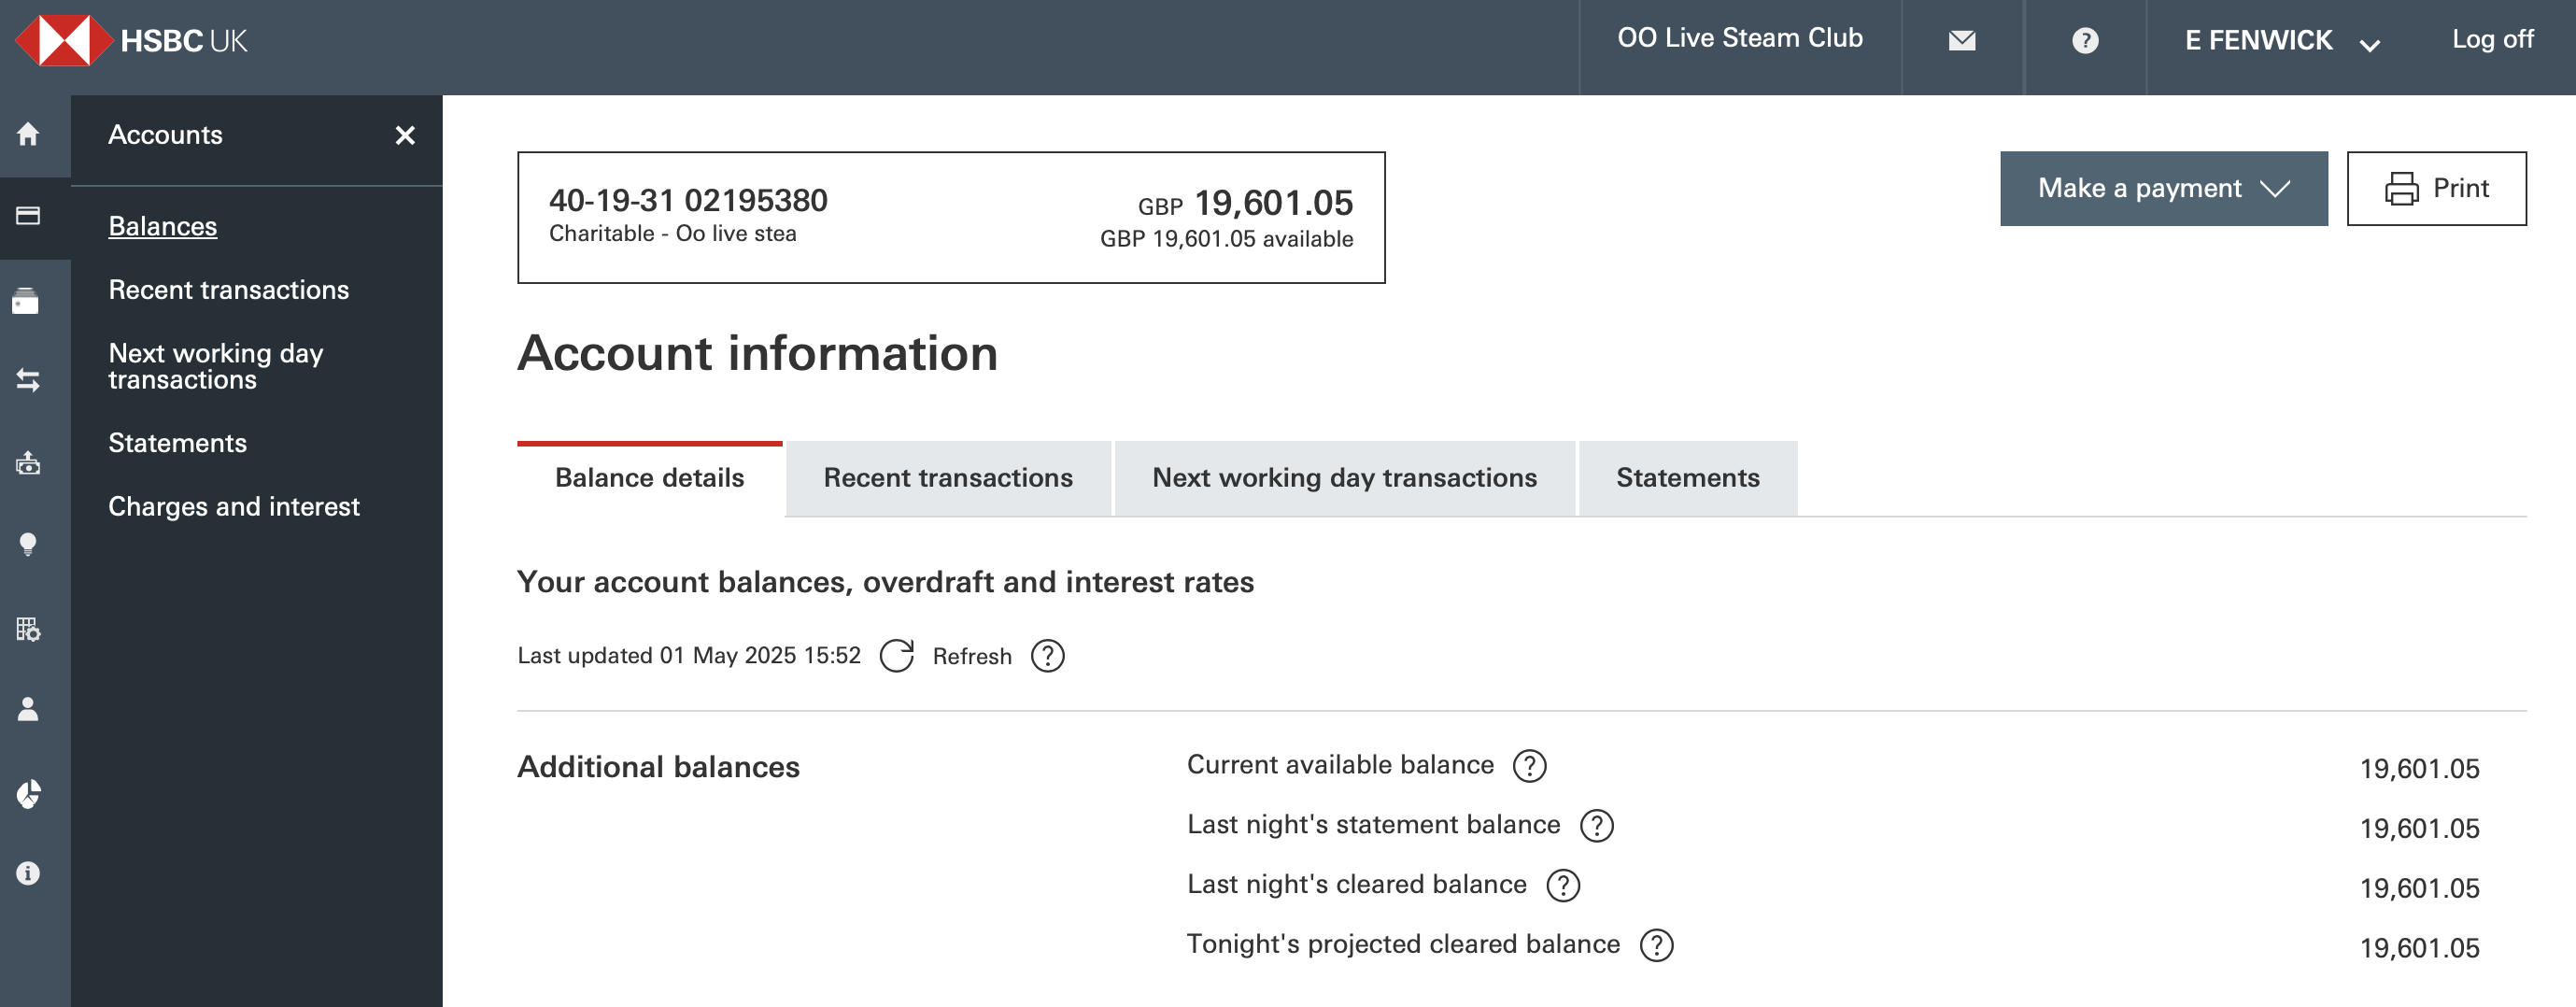 HSBC UK
OO Live Steam Club
?
E FENWICK
Log off
Accounts
Balances
Recent transactions
Next working day
transactions
Statements
Charges and interest
40-19-31 02195380
Charitable - Oo live stea
GBP 19,601.05
GBP 19,601.05 available
Make a payment
Print
Account information
Balance details
Recent transactions
Next working day transactions
Statements
Your account balances, overdraft and interest rates
Last updated 01 May 2025 15:52 Refresh ?
Additional balances
Current available balance ? 19,601.05
Last night's statement balance ? 19,601.05
Last night's cleared balance ? 19,601.05
Tonight's projected cleared balance ? 19,601.05